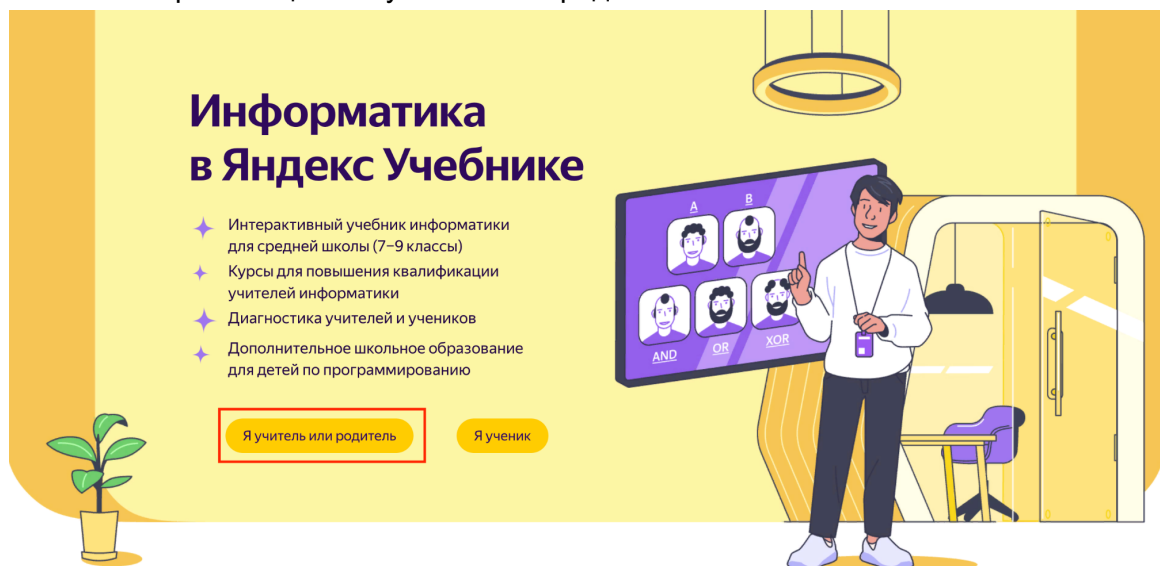 Информатика
в Яндекс Учебнике
Интерактивный учебник информатики
для средней школы (7–9 классы)
Курсы для повышения квалификации
учителей информатики
Диагностика учителей и учеников
Дополнительное школьное образование
для детей по программированию
Я учитель или родитель
Я ученик
A
B
AND
OR
XOR